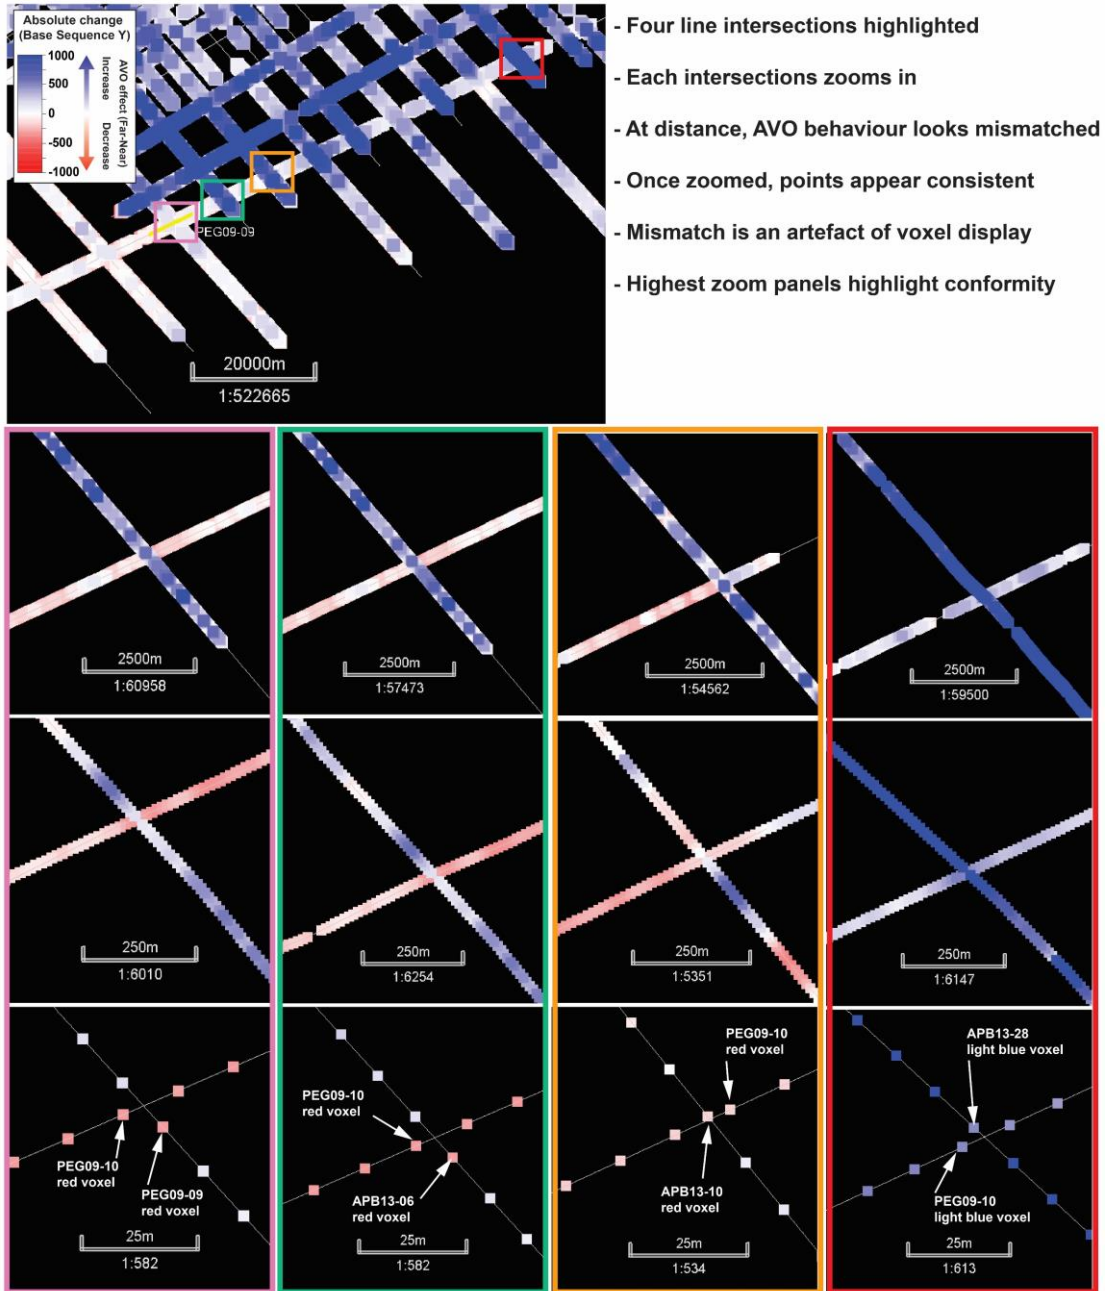 Absolute change
(Base Sequence Y)
1000
500
0
-500
-1000
Increase
Decrease
AVO effect (Far-Near)
PEG09-09
20000m
1:522665
- Four line intersections highlighted
- Each intersections zooms in
- At distance, AVO behaviour looks mismatched
- Once zoomed, points appear consistent
- Mismatch is an artefact of voxel display
- Highest zoom panels highlight conformity
2500m
1:60958
2500m
1:57473
2500m
1:54562
2500m
1:59500
250m
1:6010
250m
1:6254
250m
1:5351
250m
1:6147
PEG09-10
red voxel
PEG09-09
red voxel
25m
1:582
PEG09-10
red voxel
APB13-06
red voxel
25m
1:582
PEG09-10
red voxel
APB13-10
red voxel
25m
1:534
APB13-28
light blue voxel
PEG09-10
light blue voxel
25m
1:613